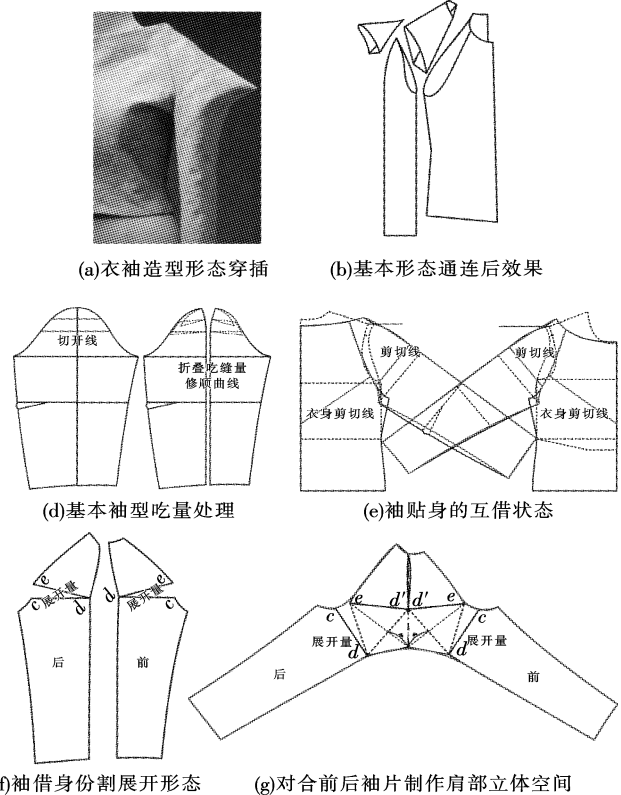 (a)衣袖造型形态穿插
(b)基本形态通连后效果
切开线
折叠吃缝量
修顺曲线
(d)基本袖型吃量处理
剪切线
剪切线
衣身剪切线
衣身剪切线
(e)袖贴身的互借状态
e
展开量
c
d
后
d
e
展开量
c
前
f)袖借身份割展开形态
e
d'
d'
e
c
c
展开量
展开量
d
d
后
前
(g)对合前后袖片制作肩部立体空间